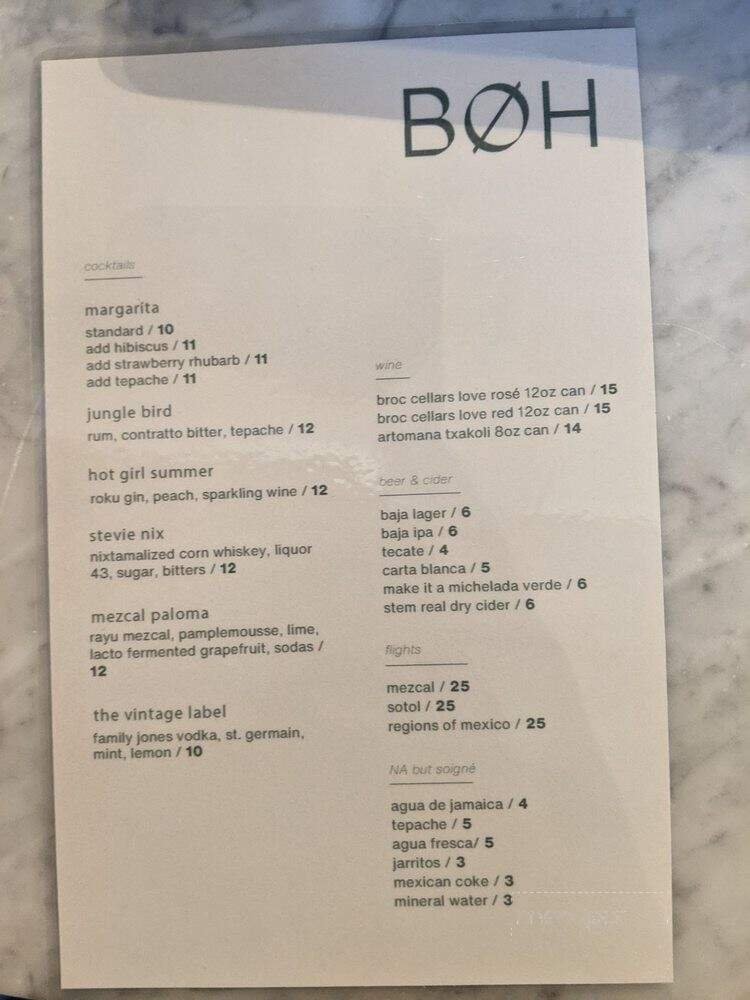 BØH
cocktails
margarita
standard / 10
add hibiscus / 11
add strawberry rhubarb / 11
add tepache / 11
jungle bird
rum, contratto bitter, tepache / 12
hot girl summer
roku gin, peach, sparkling wine / 12
stevie nix
nixtamalized corn whiskey, liquor
43, sugar, bitters / 12
mezcal paloma
rayu mezcal, pamplemousse, lime,
lacto fermented grapefruit, sodas /
12
the vintage label
family jones vodka, st. germain,
mint, lemon / 10
wine
broc cellars love rosé 12oz can / 15
broc cellars love red 12oz can / 15
artomana txakoli 8oz can / 14
beer & cider
baja lager / 6
baja ipa / 6
tecate / 4
carta blanca / 5
make it a michelada verde / 6
stem real dry cider / 6
flights
mezcal / 25
sotol / 25
regions of mexico / 25
NA but soigné
agua de jamaica / 4
tepache / 5
agua fresca/ 5
jarritos / 3
mexican coke / 3
mineral water / 3